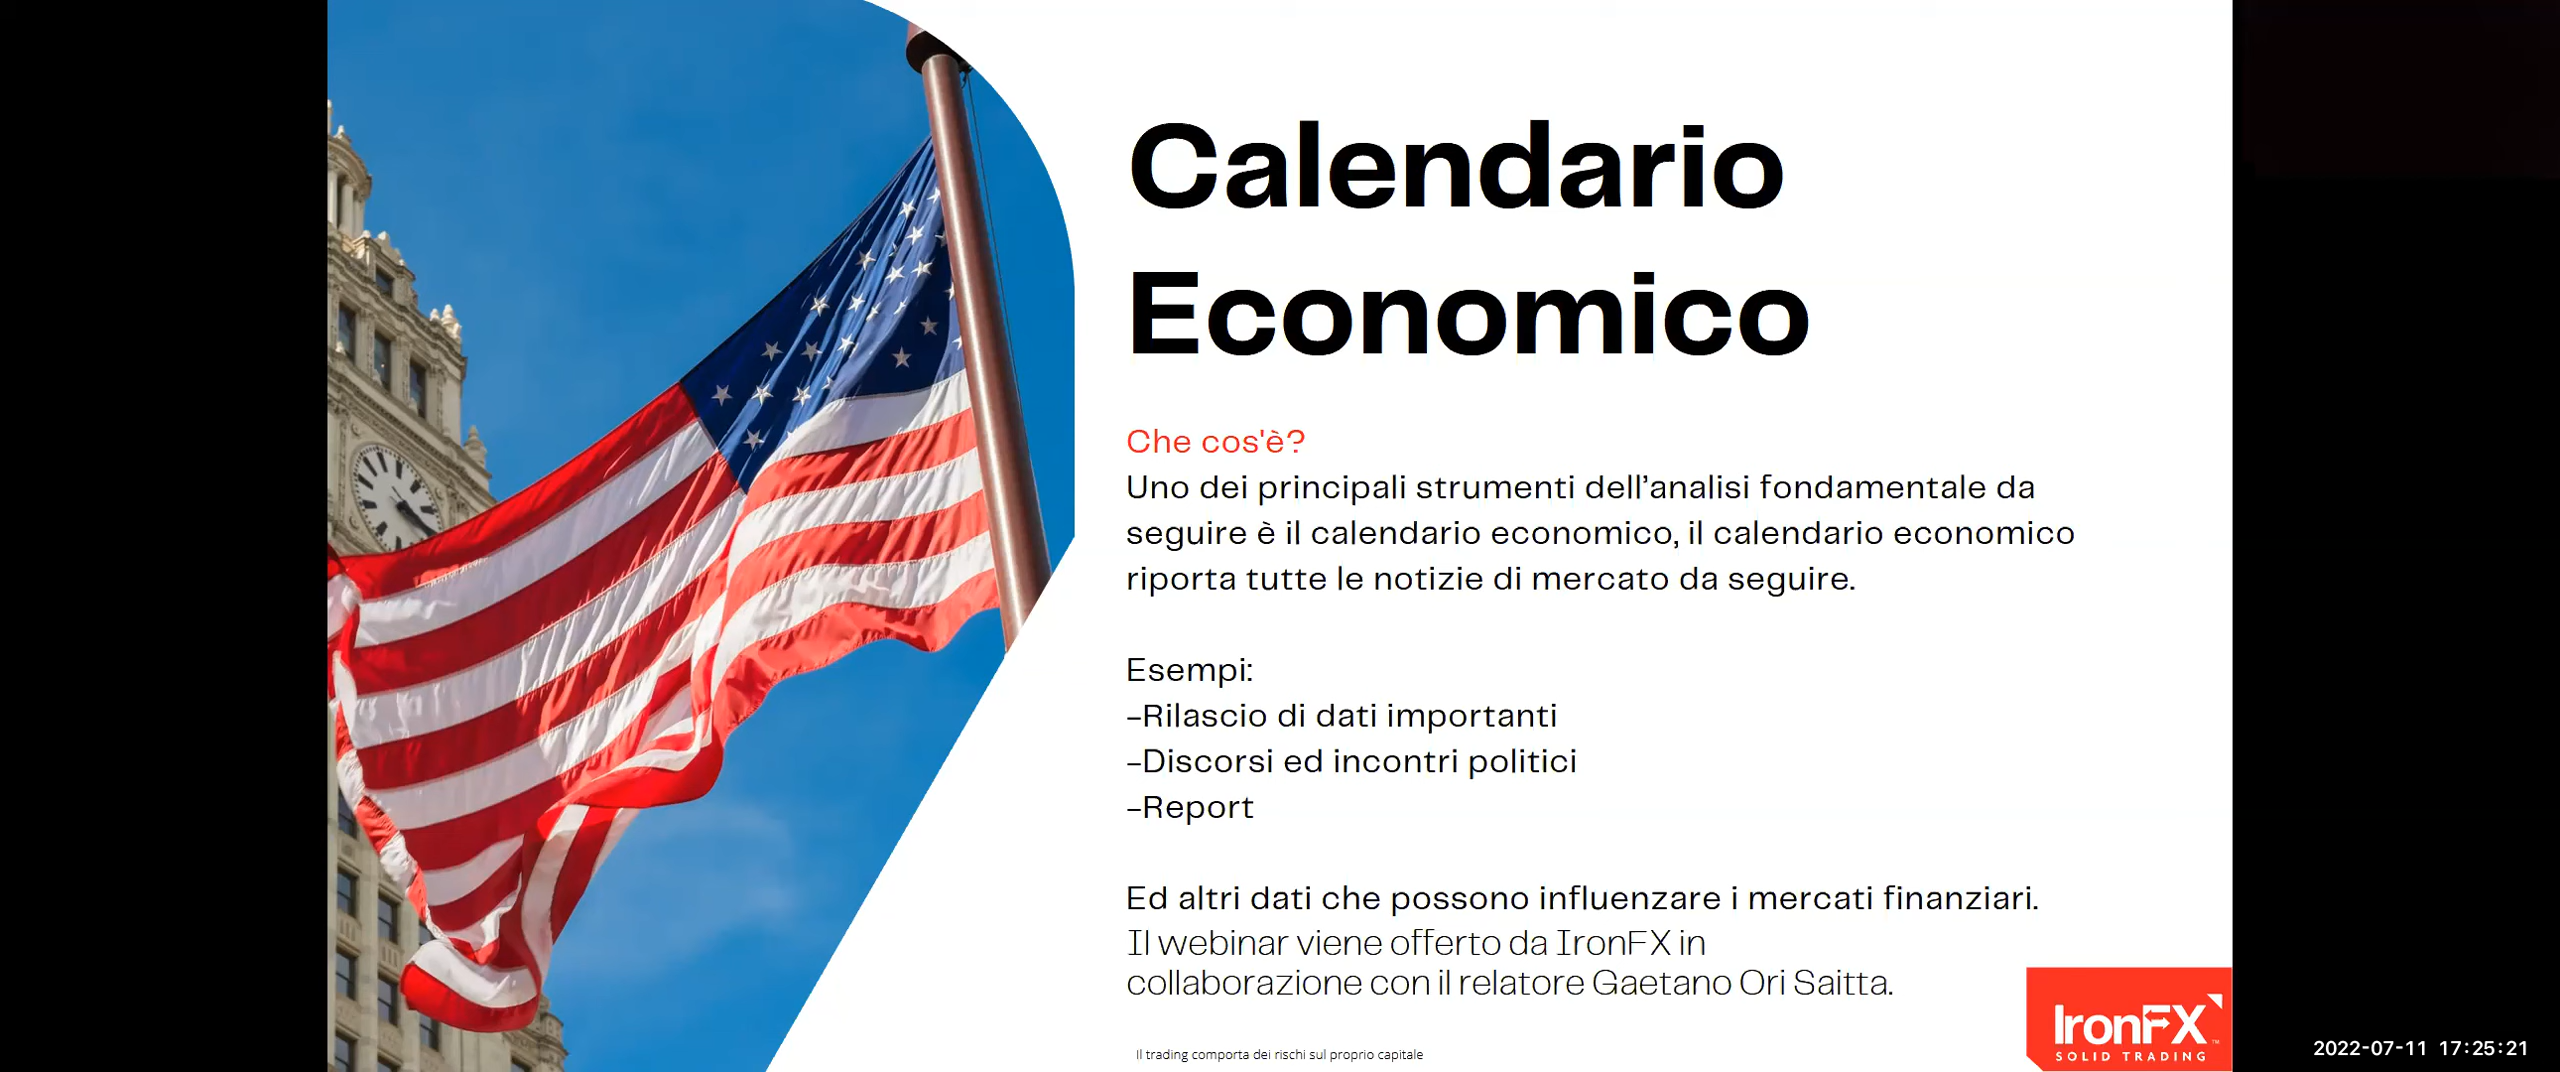 Calendario
Economico
Che cos'è?
Uno dei principali strumenti dell’analisi fondamentale da
seguire è il calendario economico, il calendario economico
riporta tutte le notizie di mercato da seguire.
Esempi:
-Rilascio di dati importanti
-Discorsi ed incontri politici
-Report
Ed altri dati che possono influenzare i mercati finanziari.
Il webinar viene offerto da IronFX in
collaborazione con il relatore Gaetano Ori Saitta.
Il trading comporta dei rischi sul proprio capitale
IronFX™
SOLID TRADING
2022-07-11 17:25:21